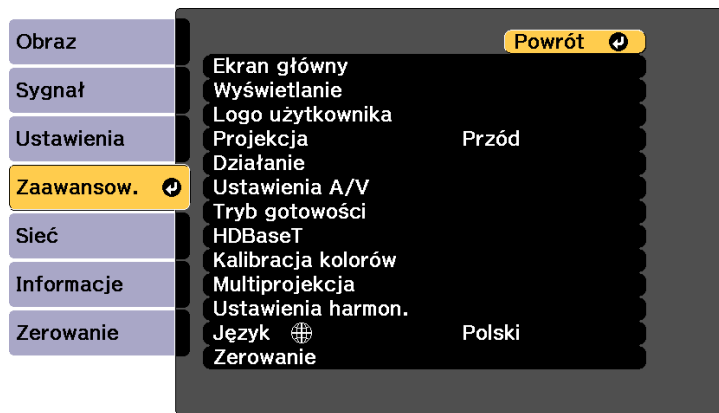 Obraz
Sygnał
Ustawienia
Zaawansow.
Sieć
Informacje
Zerowanie
Powrót
Ekran główny
Wyświetlanie
Logo użytkownika
Projekcja Przód
Działanie
Ustawienia A/V
Tryb gotowości
HDBaseT
Kalibracja kolorów
Multiprojekcja
Ustawienia harmon.
Język Polski
Zerowanie